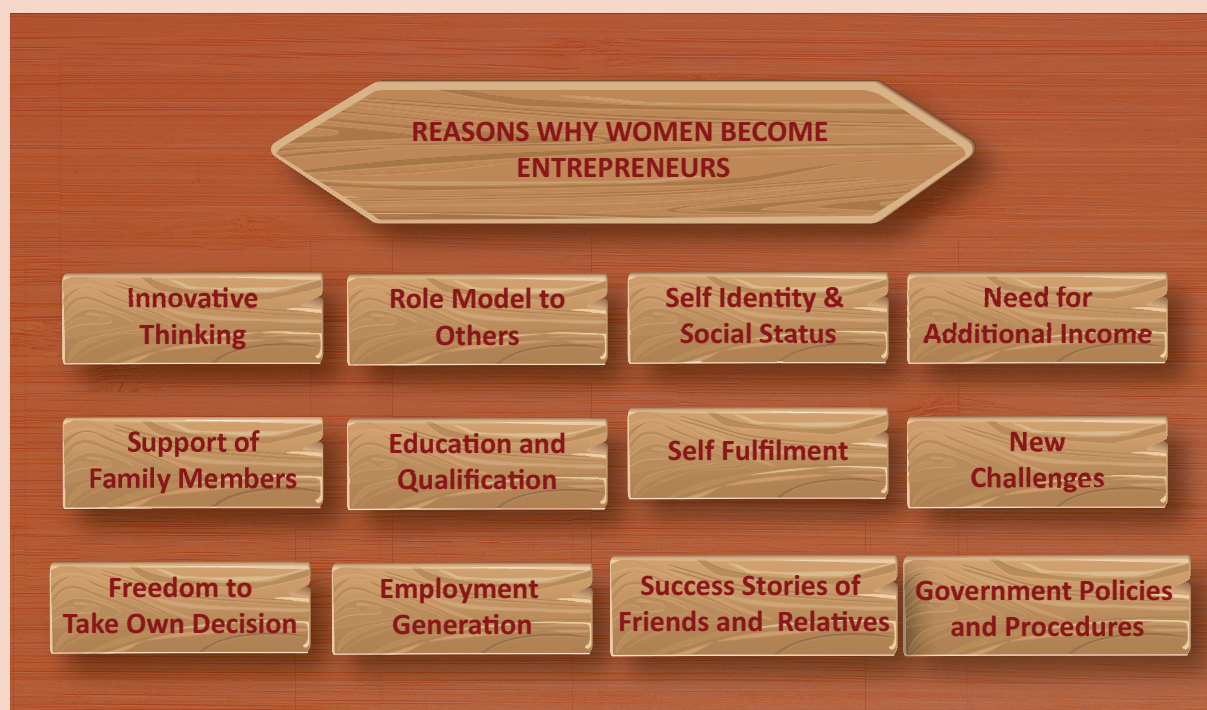 REASONS WHY WOMEN BECOME
ENTREPRENEURS
Innovative
Thinking
Role Model to
Others
Self Identity &
Social Status
Need for
Additional Income
Support of
Family Members
Education and
Qualification
Self Fulfilment
New
Challenges
Freedom to
Take Own Decision
Employment
Generation
Success Stories of
Friends and  Relatives
Government Policies
and Procedures